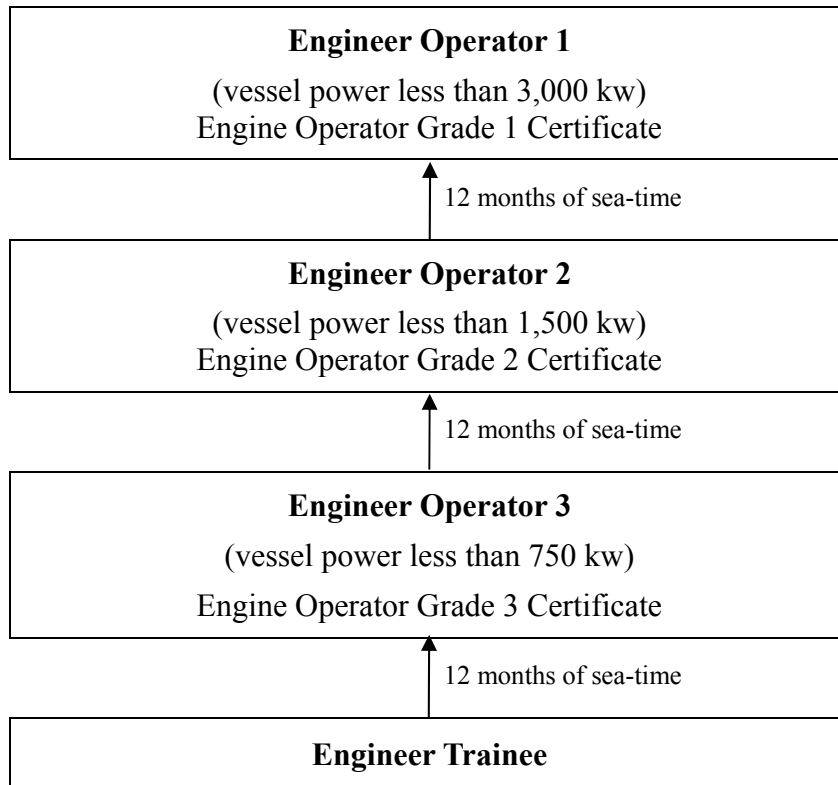 Engineer Operator 1
(vessel power less than 3,000 kw)
Engine Operator Grade 1 Certificate
12 months of sea-time
Engineer Operator 2
(vessel power less than 1,500 kw)
Engine Operator Grade 2 Certificate
12 months of sea-time
Engineer Operator 3
(vessel power less than 750 kw)
Engine Operator Grade 3 Certificate
12 months of sea-time
Engineer Trainee